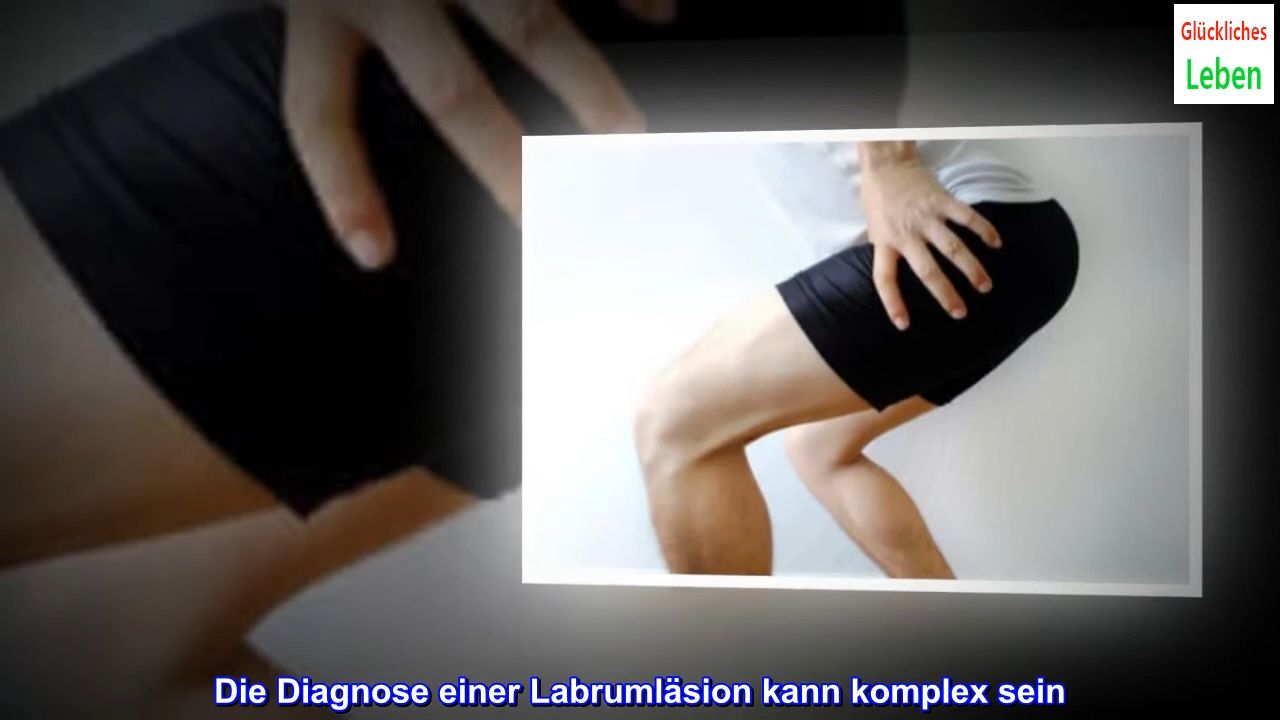 Glückliches
Leben
Die Diagnose einer Labrumläsion kann komplex sein